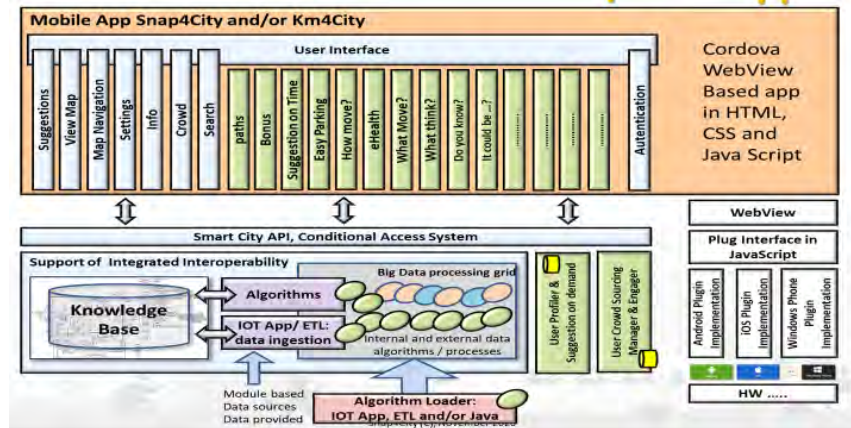 Mobile App Snap4City and/or Km4City
User Interface
Suggestions
View Map
Map Navigation
Settings
Info
Crowd
Search
paths
Bonus
Suggestion on Time
Easy Parking
How move?
eHealth
What Move?
What think?
Do you know?
It could be ...?
..............
..............
..............
..............
Autentication
Cordova
WebView
Based app
in HTML,
CSS and
Java Script
Smart City API, Conditional Access System
Support of Integrated Interoperability
Knowledge
Base
Algorithms
IOT App/ ETL:
data ingestion
Big Data processing grid
Internal and external data
algorithms / processes
User Profiler &
Suggestion on demand
User Crowd Sourcing
Manager & Engager
WebView
Plug Interface in
JavaScript
Android Plugin
Implementation
iOS Plugin
Implementation
Windows Phone
Plugin
Implementation
HW .....
Module based
Data sources
Data provided
Algorithm Loader:
IOT App, ETL and/or Java